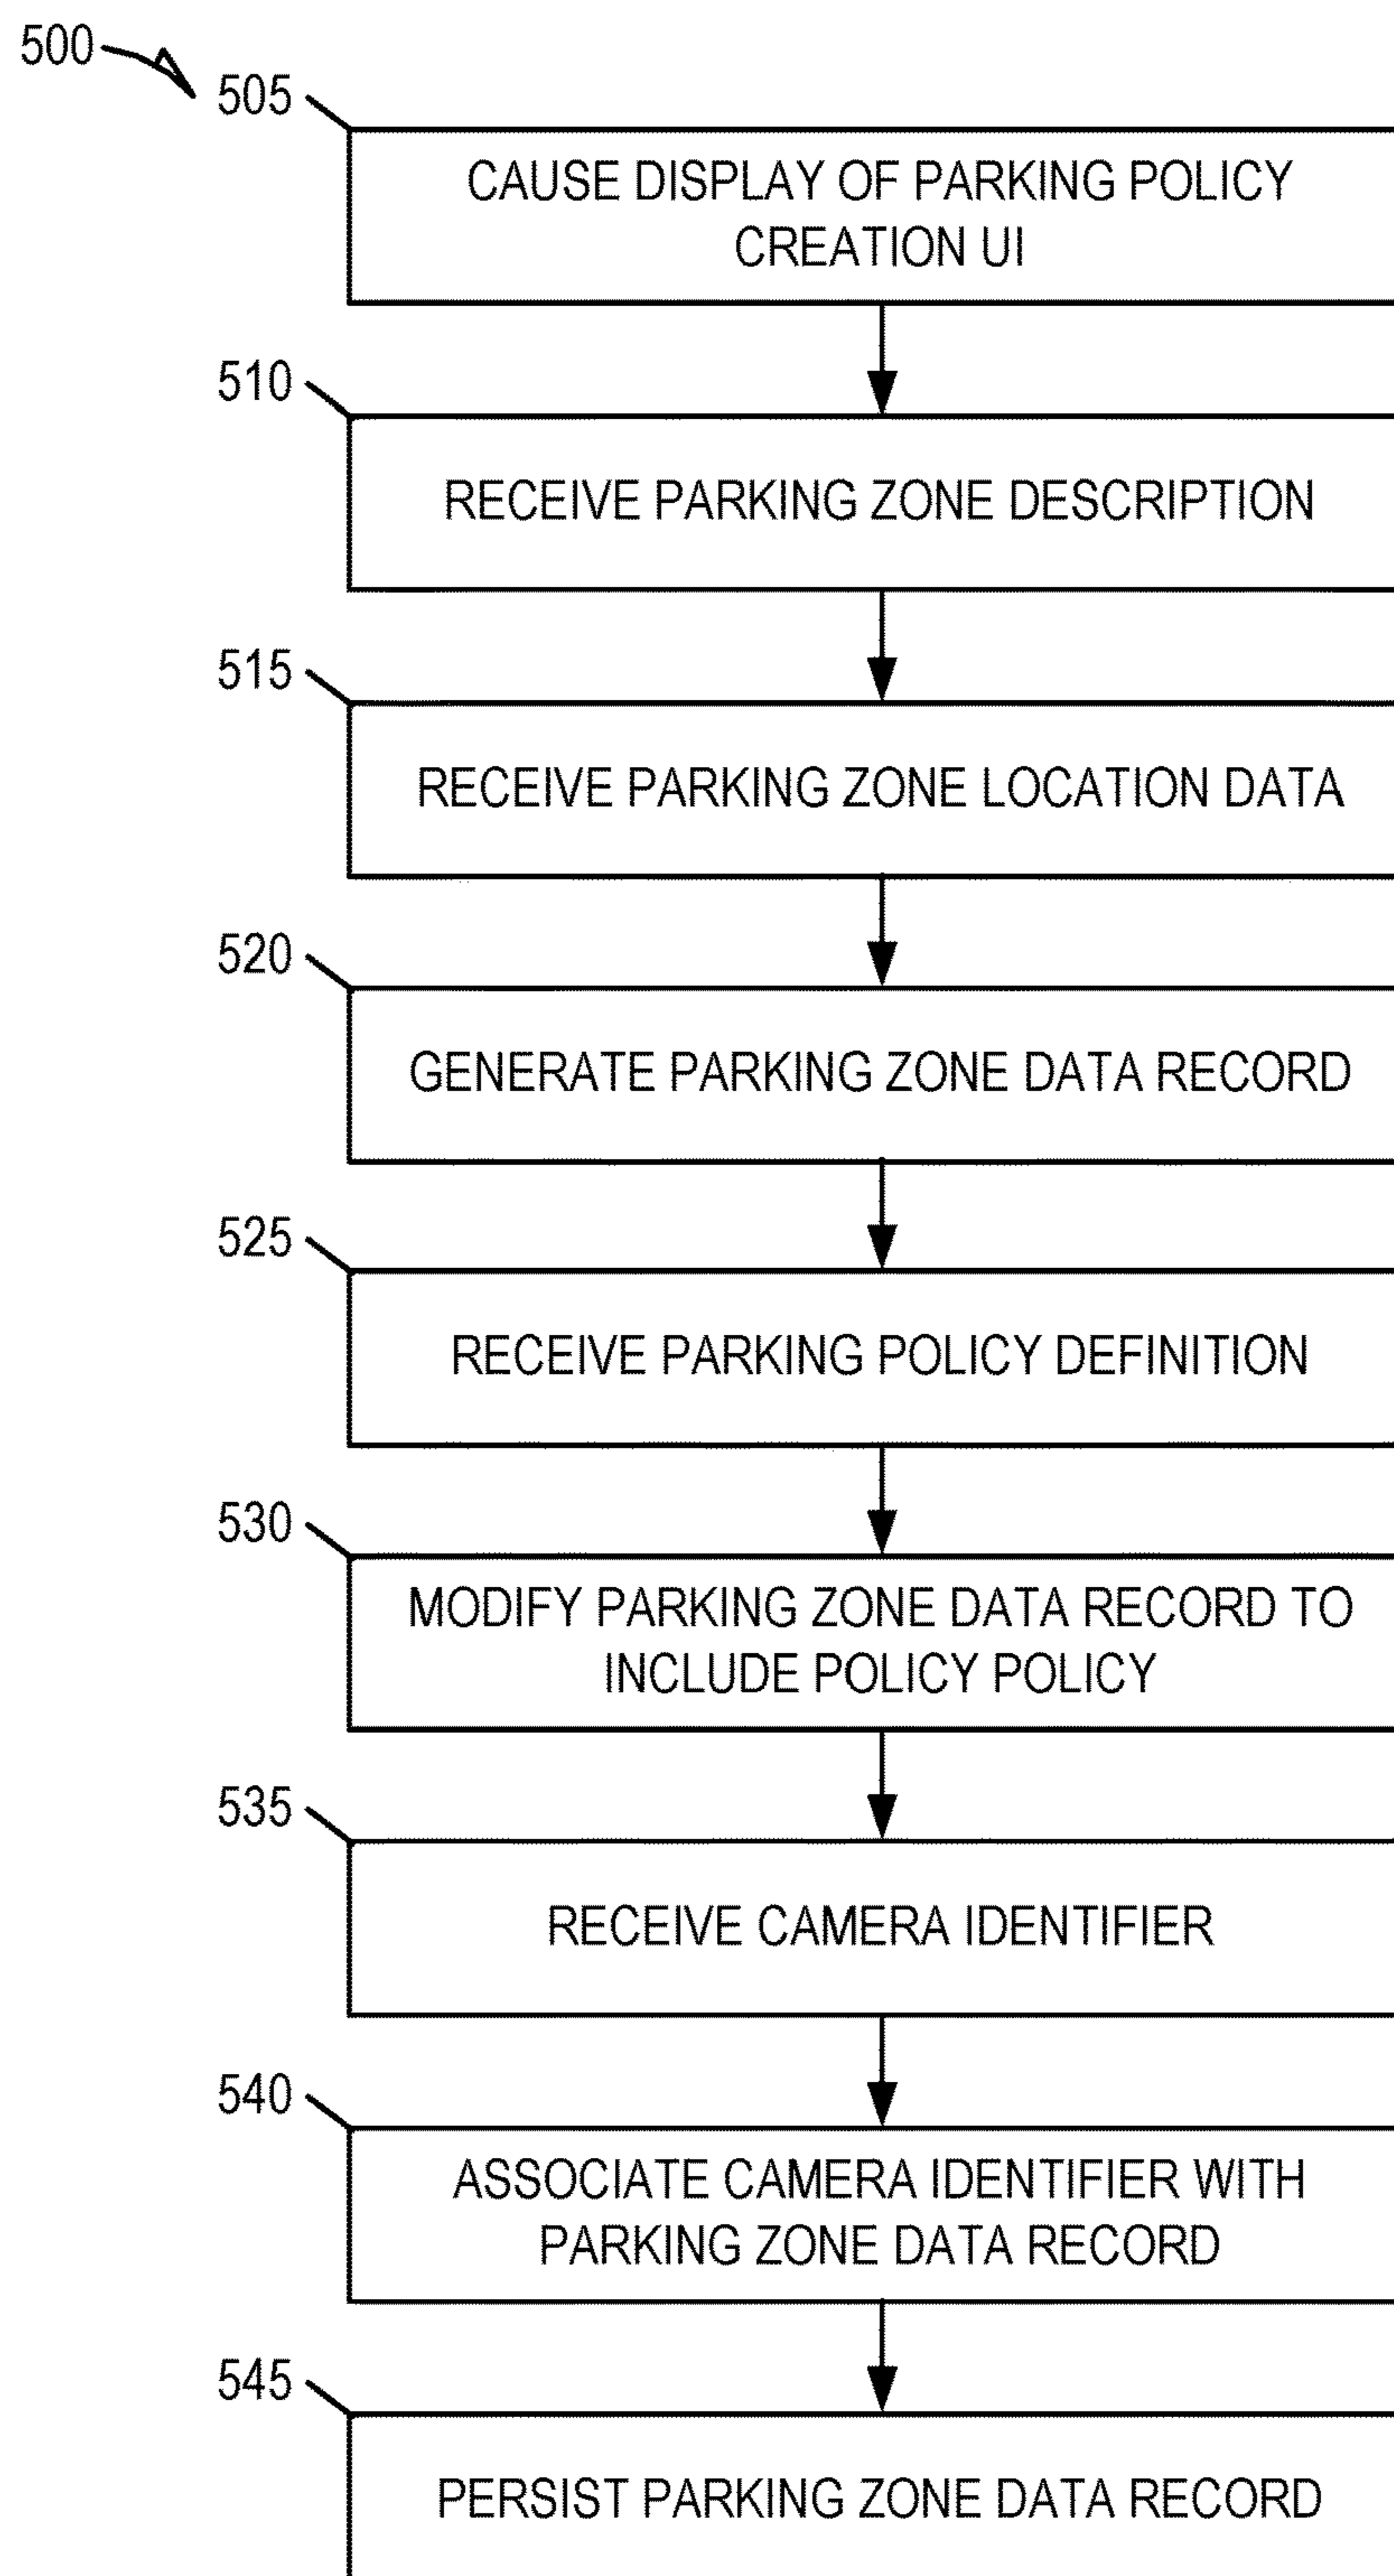 500
505
CAUSE DISPLAY OF PARKING POLICY
CREATION UI
510
RECEIVE PARKING ZONE DESCRIPTION
515
RECEIVE PARKING ZONE LOCATION DATA
520
GENERATE PARKING ZONE DATA RECORD
525
RECEIVE PARKING POLICY DEFINITION
530
MODIFY PARKING ZONE DATA RECORD TO
INCLUDE POLICY POLICY
535
RECEIVE CAMERA IDENTIFIER
540
ASSOCIATE CAMERA IDENTIFIER WITH
PARKING ZONE DATA RECORD
545
PERSIST PARKING ZONE DATA RECORD